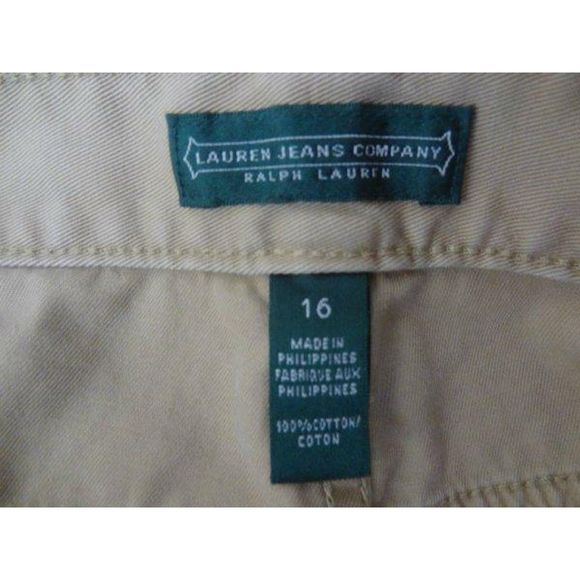 LAUREN JEANS COMPANY
RALPH LAUREN
16
MADE IN
PHILIPPINES
FABRIQUE AUX
PHILIPPINES
100% COTTON/
COTON